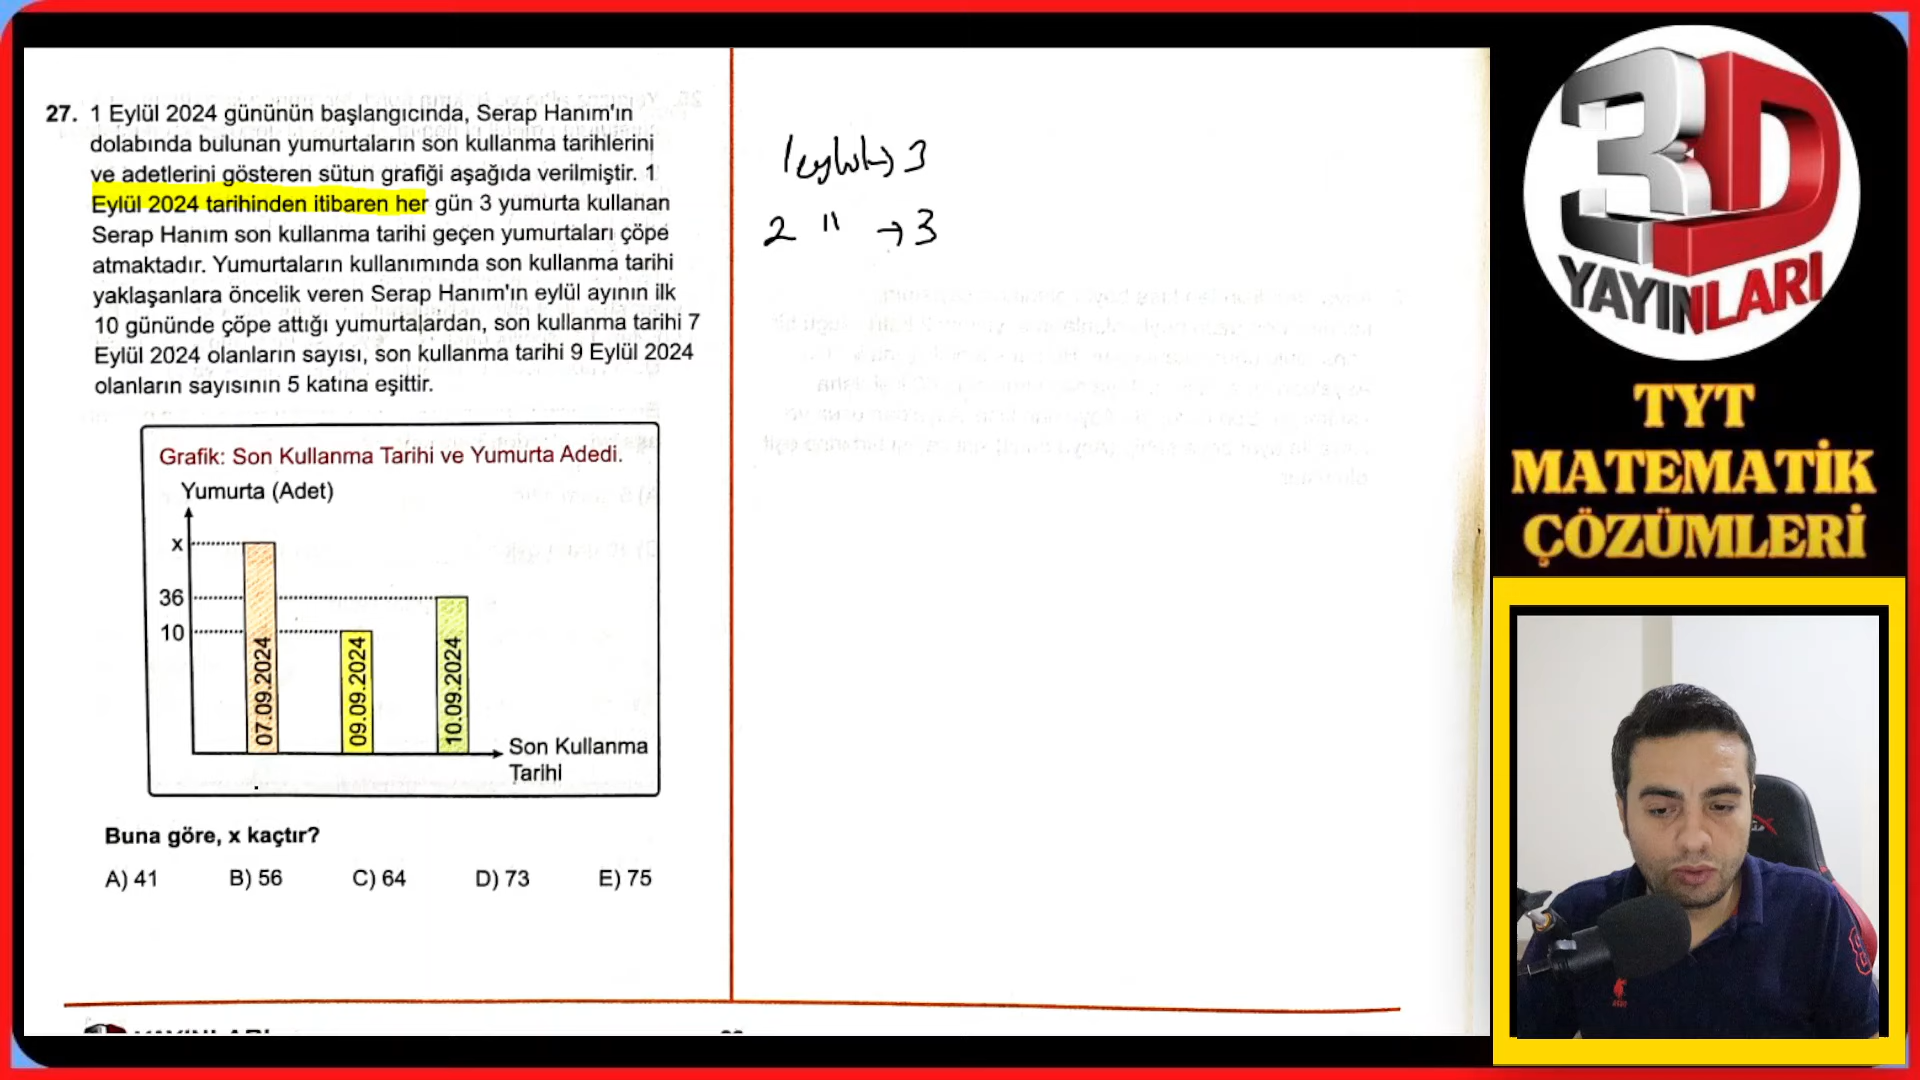 27. 1 Eylül 2024 gününün başlangıcında, Serap Hanım'ın
dolabında bulunan yumurtaların son kullanma tarihlerini
ve adetlerini gösteren sütun grafiği aşağıda verilmiştir. 1
Eylül 2024 tarihinden itibaren her gün 3 yumurta kullanan
Serap Hanım son kullanma tarihi geçen yumurtaları çöpe
atmaktadır. Yumurtaların kullanımında son kullanma tarihi
yaklaşanlara öncelik veren Serap Hanım'ın eylül ayının ilk
10 gününde çöpe attığı yumurtalardan, son kullanma tarihi 7
Eylül 2024 olanların sayısı, son kullanma tarihi 9 Eylül 2024
olanların sayısının 5 katına eşittir.
Grafik: Son Kullanma Tarihi ve Yumurta Adedi.
Yumurta (Adet)
x
36
10
07.09.2024
09.09.2024
10.09.2024
Son Kullanma
Tarihi
Buna göre, x kaçtır?
A) 41 B) 56 C) 64 D) 73 E) 75
1 eylül → 3
2 " → 3
3D
YAYINLARI
TYT
MATEMATİK
ÇÖZÜMLERİ